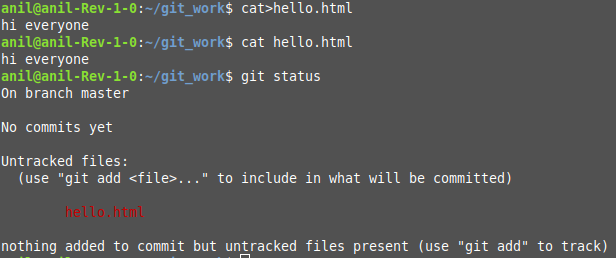 anil@anil-Rev-1-0:~/git_work$ cat>hello.html
hi everyone
anil@anil-Rev-1-0:~/git_work$ cat hello.html
hi everyone
anil@anil-Rev-1-0:~/git_work$ git status
On branch master
No commits yet
Untracked files:
  (use "git add <file>..." to include in what will be committed)
        hello.html
nothing added to commit but untracked files present (use "git add" to track)